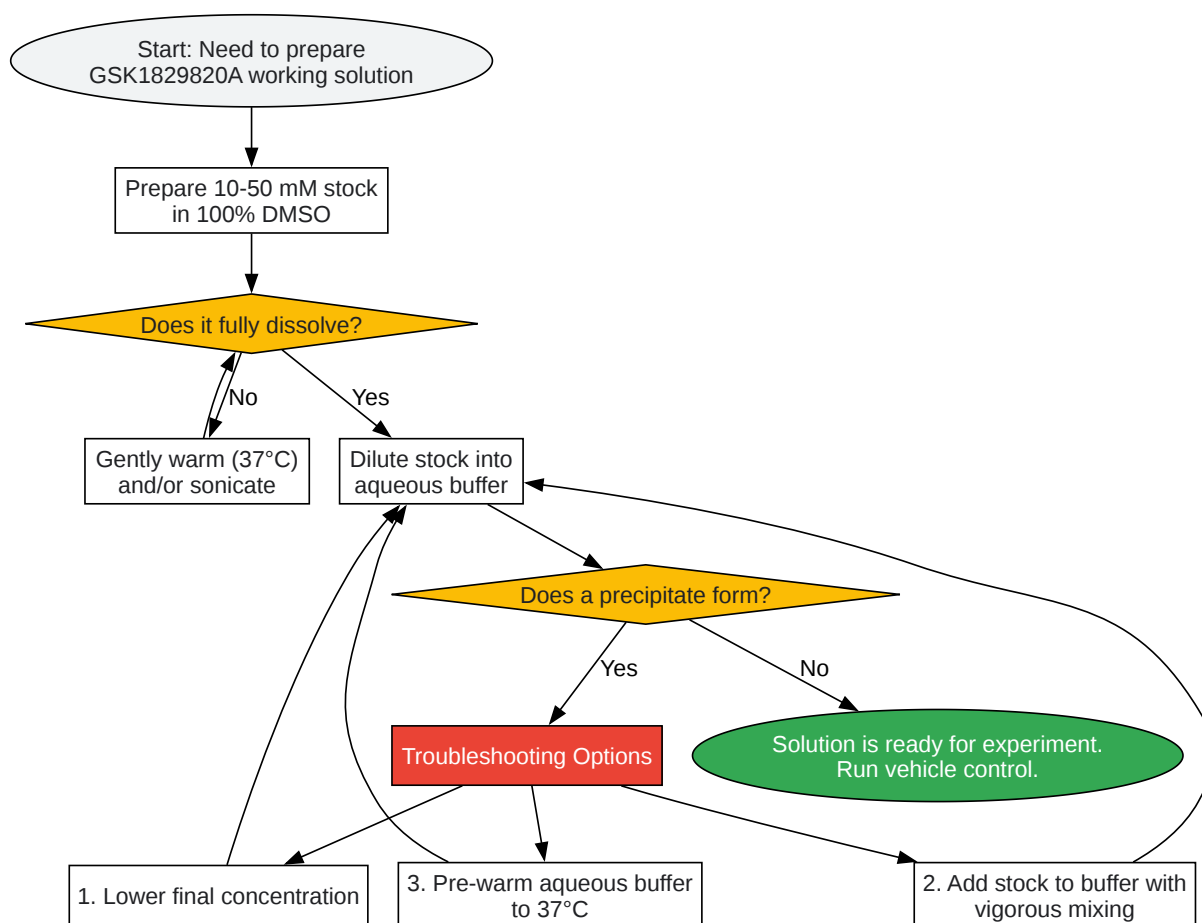 Start: Need to prepare
GSK1829820A working solution
Prepare 10-50 mM stock
in 100% DMSO
Does it fully dissolve?
No
Yes
Gently warm (37°C)
and/or sonicate
Dilute stock into
aqueous buffer
Does a precipitate form?
Yes
No
Troubleshooting Options
Solution is ready for experiment.
Run vehicle control.
1. Lower final concentration
3. Pre-warm aqueous buffer
to 37°C
2. Add stock to buffer with
vigorous mixing